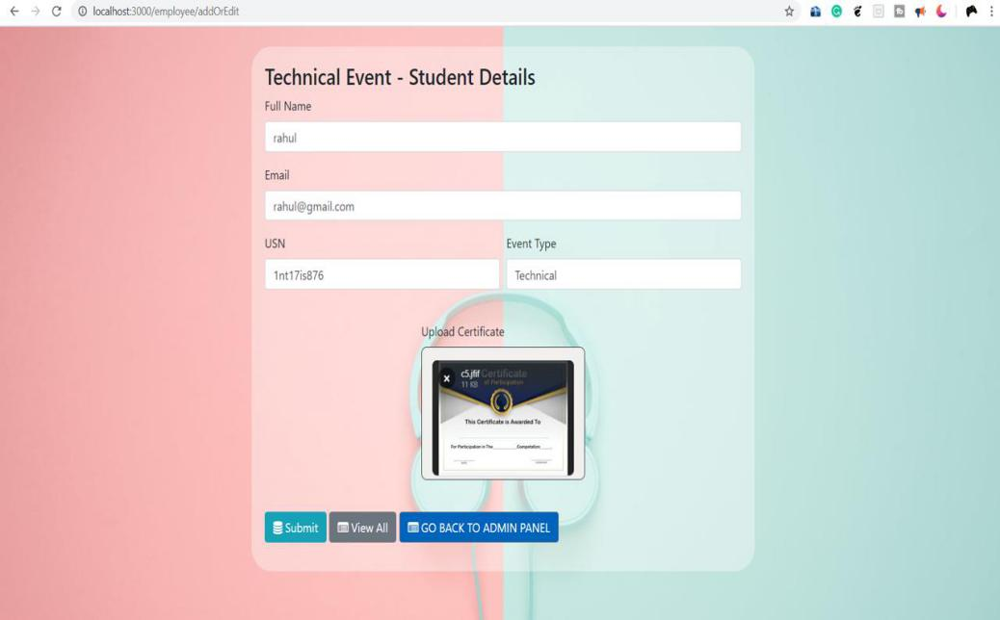 localhost:3000/employee/addOrEdit
Technical Event - Student Details
Full Name
rahul
Email
rahul@gmail.com
USN
Event Type
1nt17is876
Technical
Upload Certificate
c5.jfif
Certificate
11 KB
of Participation
This Certificate is Awarded To
For Participation in The
Submit
View All
GO BACK TO ADMIN PANEL